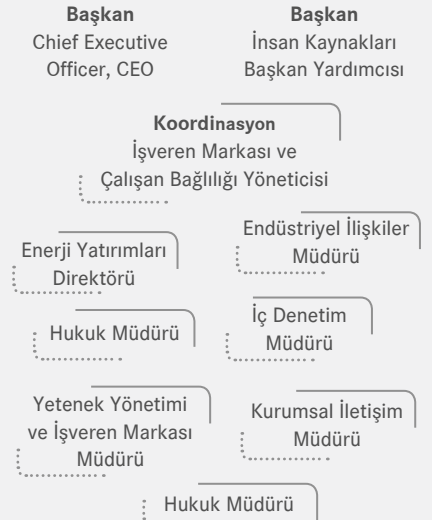 Başkan
Chief Executive
Officer, CEO
Başkan
İnsan Kaynakları
Başkan Yardımcısı
Koordinasyon
İşveren Markası ve
Çalışan Bağlılığı Yöneticisi
Enerji Yatırımları
Direktörü
Endüstriyel İlişkiler
Müdürü
Hukuk Müdürü
İç Denetim
Müdürü
Yetenek Yönetimi
ve İşveren Markası
Müdürü
Kurumsal İletişim
Müdürü
Hukuk Müdürü